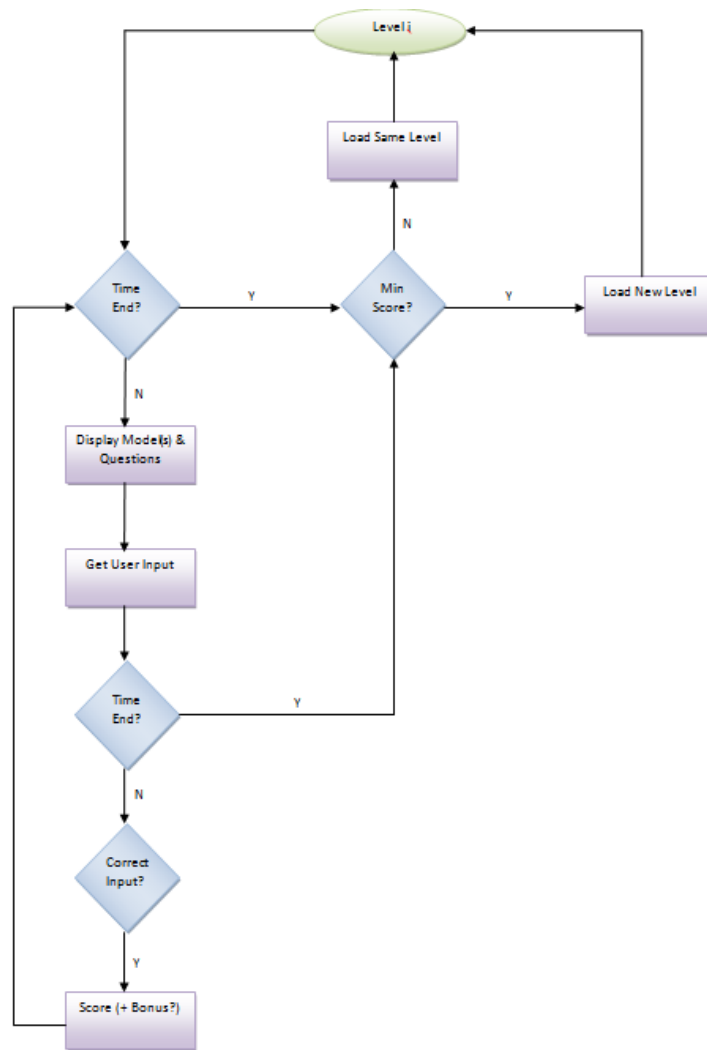 Level i
Load Same Level
N
Time
End?
Y
Min
Score?
Y
Load New Level
N
Display Model(s) &
Questions
Get User Input
Time
End?
Y
N
Correct
Input?
Y
Score (+ Bonus?)